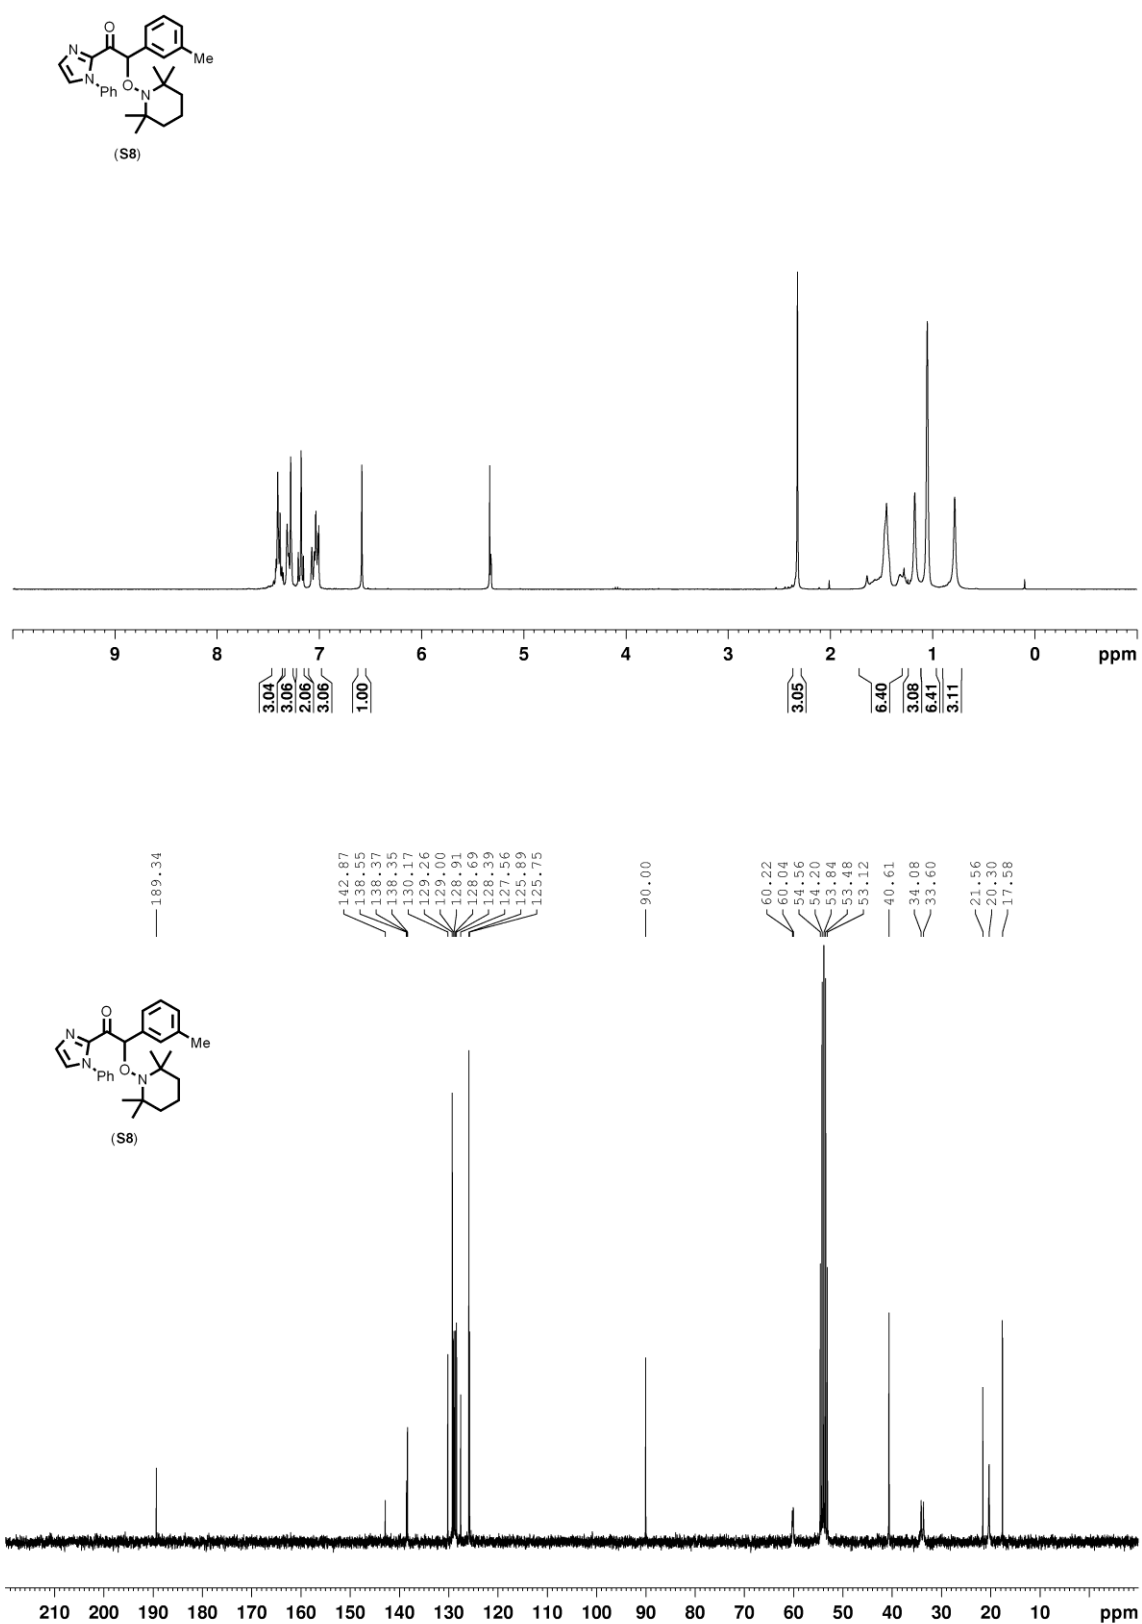 O
N
Me
N
Ph
O
N
(S8)
9 8 7 6 5 4 3 2 1 0 ppm
3.04
3.06
2.06
3.06
1.00
3.05
6.40
3.08
6.41
3.11
189.34
142.87
138.55
138.37
138.35
130.17
129.26
129.00
128.91
128.69
128.39
127.56
125.89
125.75
90.00
60.22
60.04
54.56
54.20
53.84
53.48
53.12
40.61
34.08
33.60
21.56
20.30
17.58
O
N
Me
N
Ph
O
N
(S8)
210 200 190 180 170 160 150 140 130 120 110 100 90 80 70 60 50 40 30 20 10 ppm